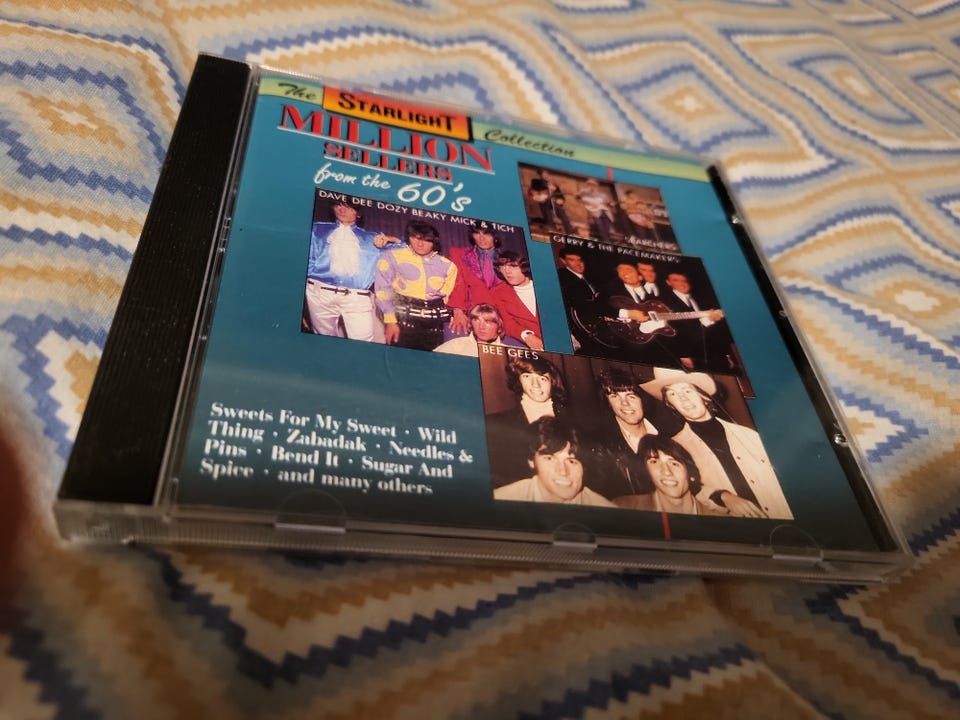 The STARLIGHT Collection
MILLION
SELLERS
from the 60's
DAVE DEE DOZY BEAKY MICK & TICH
SEARCHERS
GERRY & THE PACEMAKERS
BEE GEES
Sweets For My Sweet · Wild
Thing · Zabadak · Needles &
Pins · Bend It · Sugar And
Spice · and many others